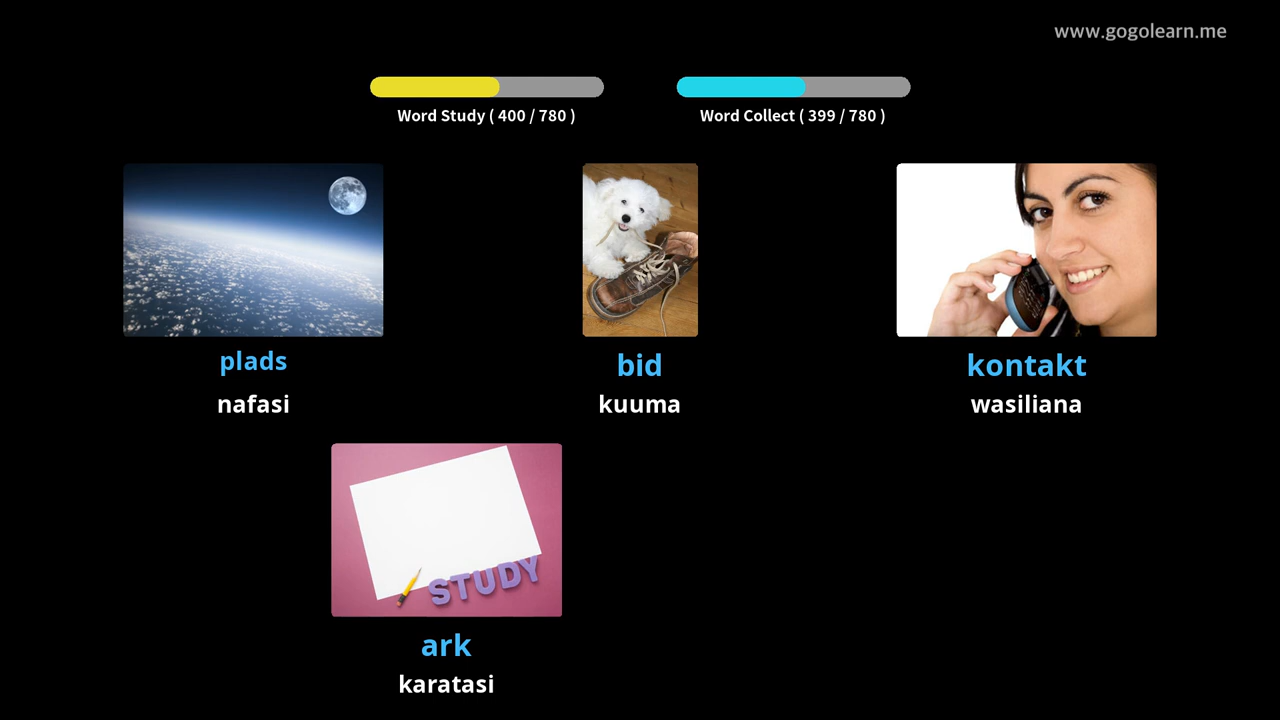 www.gogolearn.me
Word Study ( 400 / 780 )
Word Collect ( 399 / 780 )
plads
nafasi
bid
kuuma
kontakt
wasiliana
STUDY
ark
karatasi